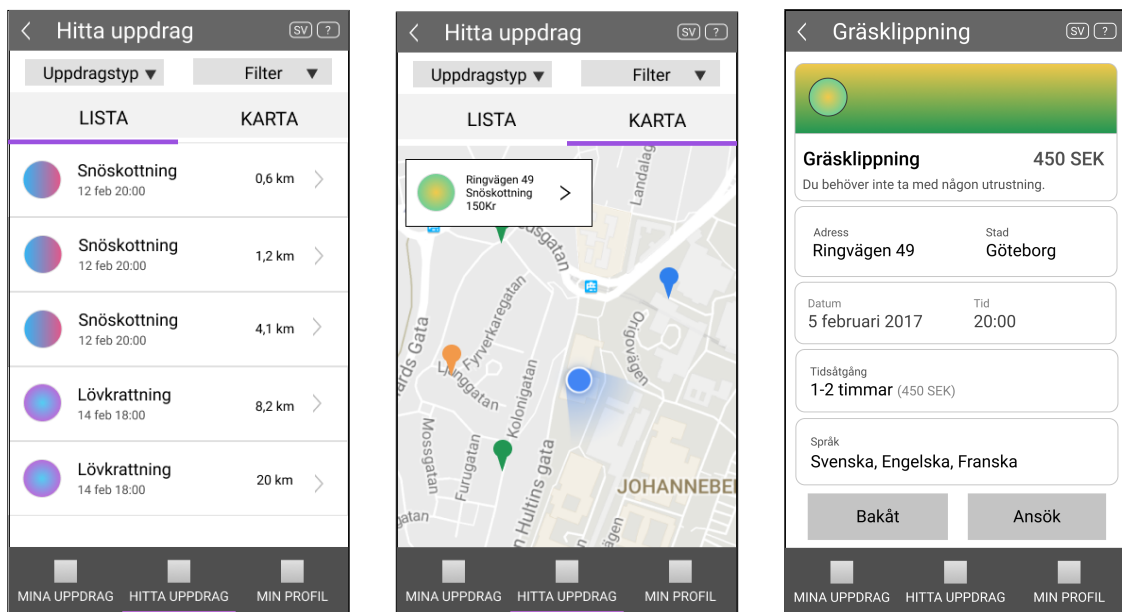 Hitta uppdrag
SV ?
Uppdragstyp ▼
Filter ▼
LISTA
KARTA
Snöskottning
12 feb 20:00
0,6 km
Snöskottning
12 feb 20:00
1,2 km
Snöskottning
12 feb 20:00
4,1 km
Lövkrattning
14 feb 18:00
8,2 km
Lövkrattning
14 feb 18:00
20 km
MINA UPPDRAG
HITTA UPPDRAG
MIN PROFIL
Hitta uppdrag
SV ?
Uppdragstyp ▼
Filter ▼
LISTA
KARTA
Ringvägen 49
Snöskottning
150Kr
Landalag
ards Gata
Fyrverkaregatan
Ljunggatan
Kolonigatan
Mossgatan
Furugatan
Hultins gata
gatan
Onogovägen
JOHANNEBE
ägen
MINA UPPDRAG
HITTA UPPDRAG
MIN PROFIL
Gräsklippning
SV ?
Gräsklippning
450 SEK
Du behöver inte ta med någon utrustning.
Adress
Ringvägen 49
Stad
Göteborg
Datum
5 februari 2017
Tid
20:00
Tidsåtgång
1-2 timmar (450 SEK)
Språk
Svenska, Engelska, Franska
Bakåt
Ansök
MINA UPPDRAG
HITTA UPPDRAG
MIN PROFIL